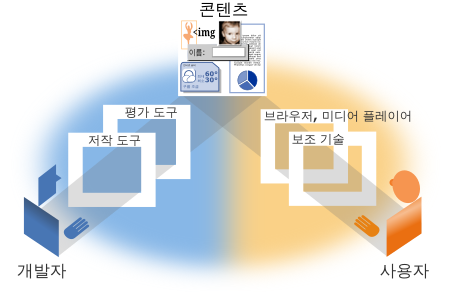 콘텐츠
<img
이름:
60°
30°
평가 도구
저작 도구
브라우저, 미디어 플레이어
보조 기술
개발자
사용자